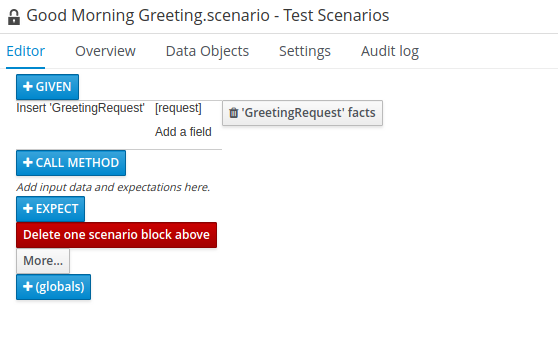 Good Morning Greeting.scenario - Test Scenarios
Editor Overview Data Objects Settings Audit log
+ GIVEN
Insert 'GreetingRequest' [request] 'GreetingRequest' facts
Add a field
+ CALL METHOD
Add input data and expectations here.
+ EXPECT
Delete one scenario block above
More...
+ (globals)